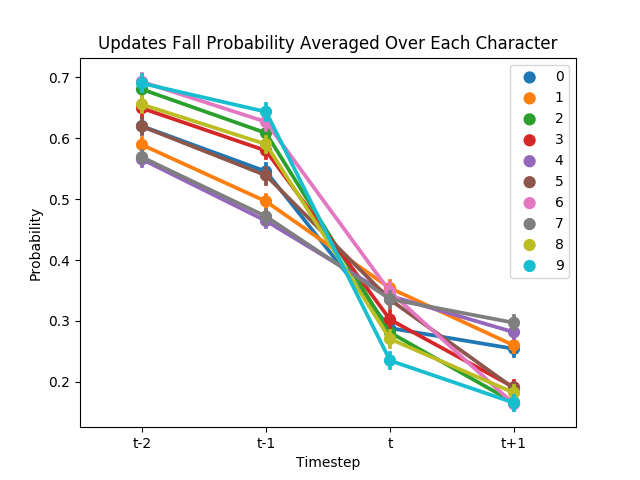 Updates Fall Probability Averaged Over Each Character
0.7
0.6
0.5
0.4
0.3
0.2
Probability
t-2
t-1
t
t+1
Timestep
0
1
2
3
4
5
6
7
8
9